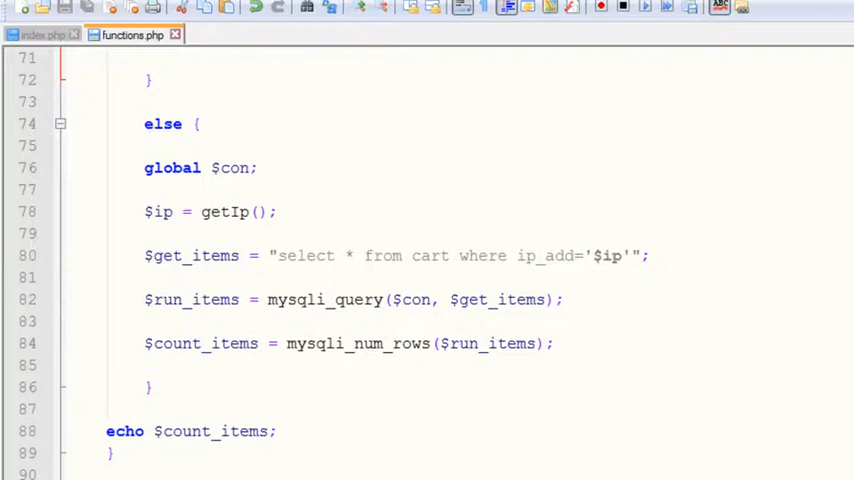 index.php functions.php
71
72 }
73
74 else {
75
76 global $con;
77
78 $ip = getIp();
79
80 $get_items = "select * from cart where ip_add='$ip'";
81
82 $run_items = mysqli_query($con, $get_items);
83
84 $count_items = mysqli_num_rows($run_items);
85
86 }
87
88 echo $count_items;
89 }
90